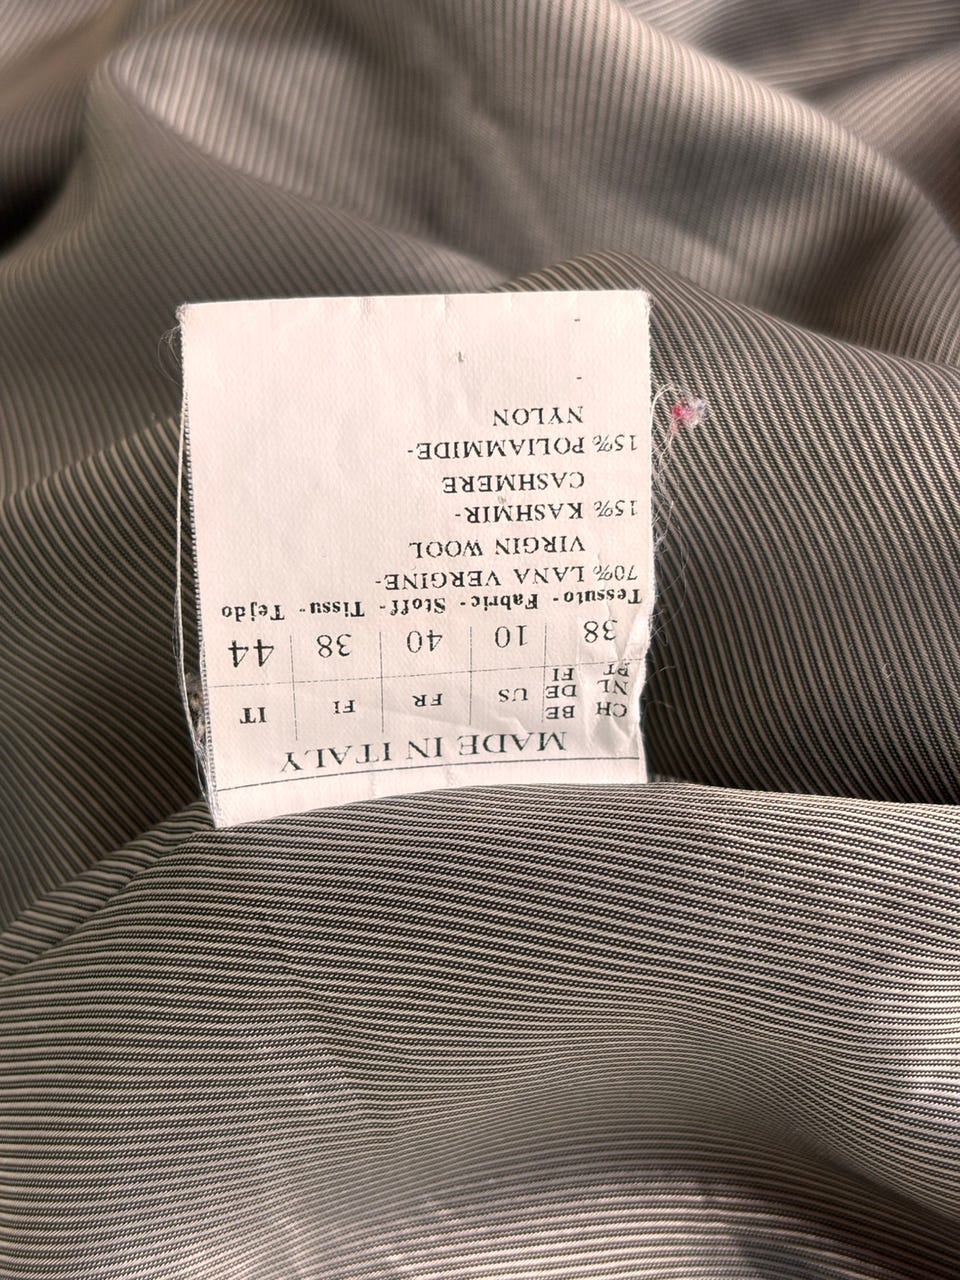 MADE IN ITALY
CH BE US FR FI IT
NL DE
PT FI
38 10 40 38 44
Tessuto - Fabric - Stoff - Tissu - Tejdo
70% LANA VERGINE-
VIRGIN WOOL
15% KASHMIR-
CASHMERE
15% POLIAMMIDE-
NYLON
-
-